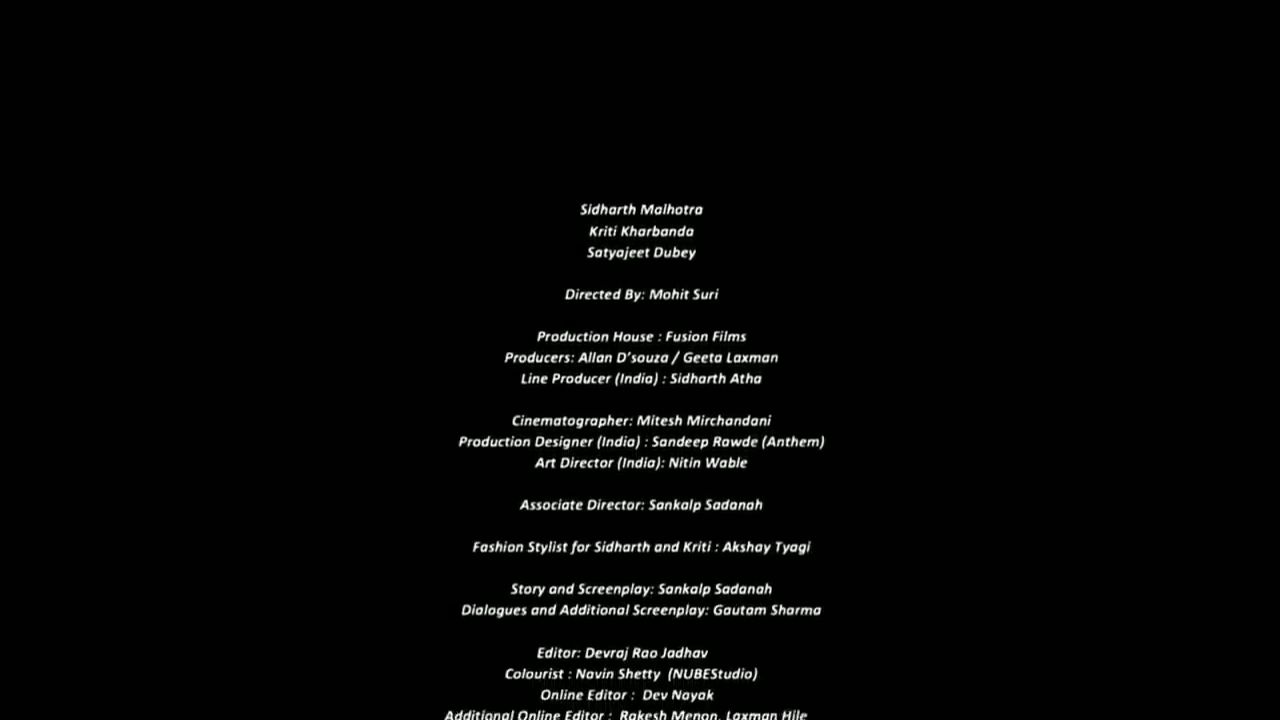 Sidharth Malhotra
Kriti Kharbanda
Satyajeet Dubey
Directed By: Mohit Suri
Production House : Fusion Films
Producers: Allan D'souza / Geeta Laxman
Line Producer (India) : Sidharth Atha
Cinematographer: Mitesh Mirchandani
Production Designer (India) : Sandeep Rawde (Anthem)
Art Director (India): Nitin Wable
Associate Director: Sankalp Sadanah
Fashion Stylist for Sidharth and Kriti : Akshay Tyagi
Story and Screenplay: Sankalp Sadanah
Dialogues and Additional Screenplay: Gautam Sharma
Editor: Devraj Rao Jadhav
Colourist : Navin Shetty (NUBEStudio)
Online Editor : Dev Nayak
Additional Online Editor : Rakesh Menon, Laxman Hile